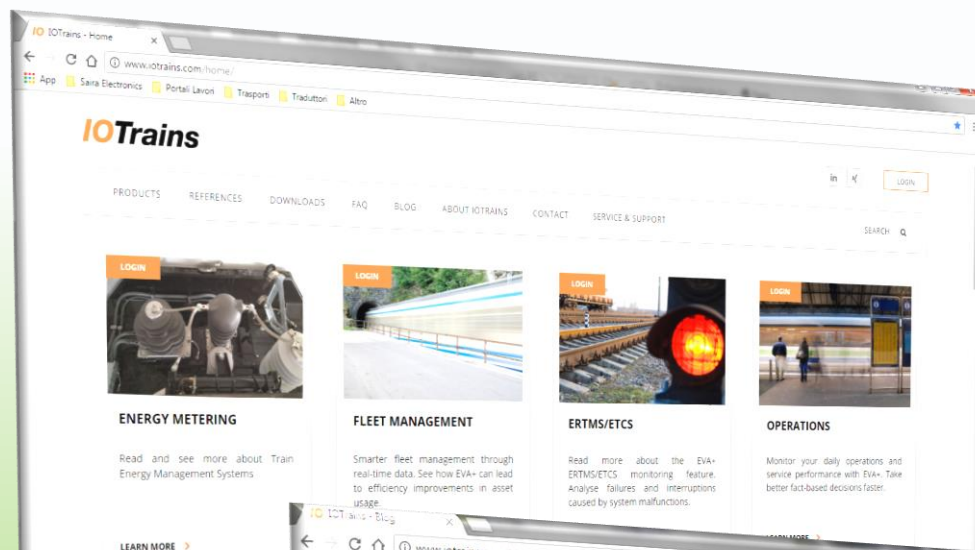 IO IOTrains - Home
www.iotrains.com/home/
App Saira Electronics Portali Lavori Trasporti Traduttori Altro
IOTrains
in
LOGIN
PRODUCTS REFERENCES DOWNLOADS FAQ BLOG ABOUT IOTRAINS CONTACT SERVICE & SUPPORT
SEARCH
LOGIN
ENERGY METERING
Read and see more about Train
Energy Management Systems
LEARN MORE >
LOGIN
FLEET MANAGEMENT
Smarter fleet management through
real-time data. See how EVA+ can lead
to efficiency improvements in asset
usage.
LOGIN
ERTMS/ETCS
Read more about the EVA+
ERTMS/ETCS monitoring feature.
Analyse failures and interruptions
caused by system malfunctions.
LOGIN
OPERATIONS
Monitor your daily operations and
service performance with EVA+. Take
better fact-based decisions faster.
LEARN MORE >
IO IOTrains - Blog